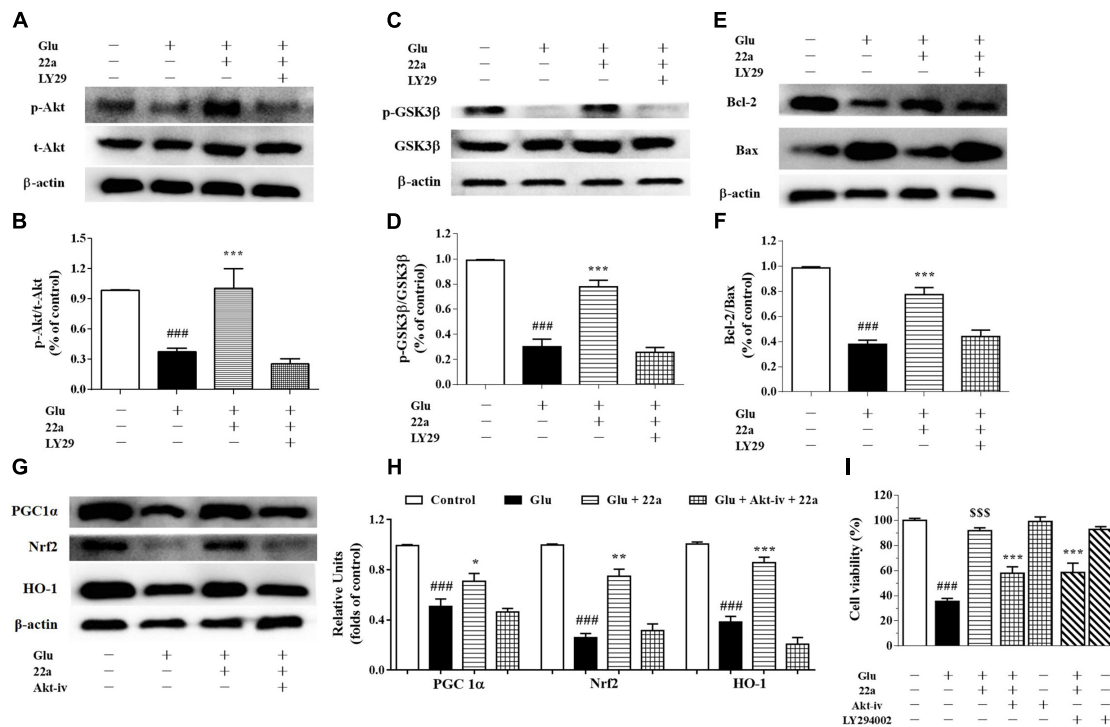 A
Glu − + + +
22a − − + +
LY29 − − − +
p-Akt
t-Akt
β-actin
B
p-Akt/t-Akt
(% of control)
1.5
1.2
0.9
0.6
0.3
0.0
###
***
Glu − + + +
22a − − + +
LY29 − − − +
C
Glu − + + +
22a − − + +
LY29 − − − +
p-GSK3β
GSK3β
β-actin
D
p-GSK3β/GSK3β
(% of contriol)
1.2
1.0
0.8
0.6
0.4
0.2
0.0
###
***
Glu − + + +
22a − − + +
LY29 − − − +
E
Glu − + + +
22a − − + +
LY29 − − − +
Bcl-2
Bax
β-actin
F
Bcl-2/Bax
(% of control)
1.2
1.0
0.8
0.6
0.4
0.2
0.0
###
***
Glu − + + +
22a − − + +
LY29 − − − +
G
PGC1α
Nrf2
HO-1
β-actin
Glu − + + +
22a − − + +
Akt-iv − − − +
H
Control Glu Glu + 22a Glu + Akt-iv + 22a
Relative Units
(folds of control)
1.2
0.8
0.4
0.0
### *
### **
### ***
PGC 1α Nrf2 HO-1
I
Cell viability (%)
120
100
80
60
40
20
0
###
$$$
***
***
Glu − + + + − + −
22a − − + + − + −
Akt-iv − − − + + − −
LY294002 − − − − − + +